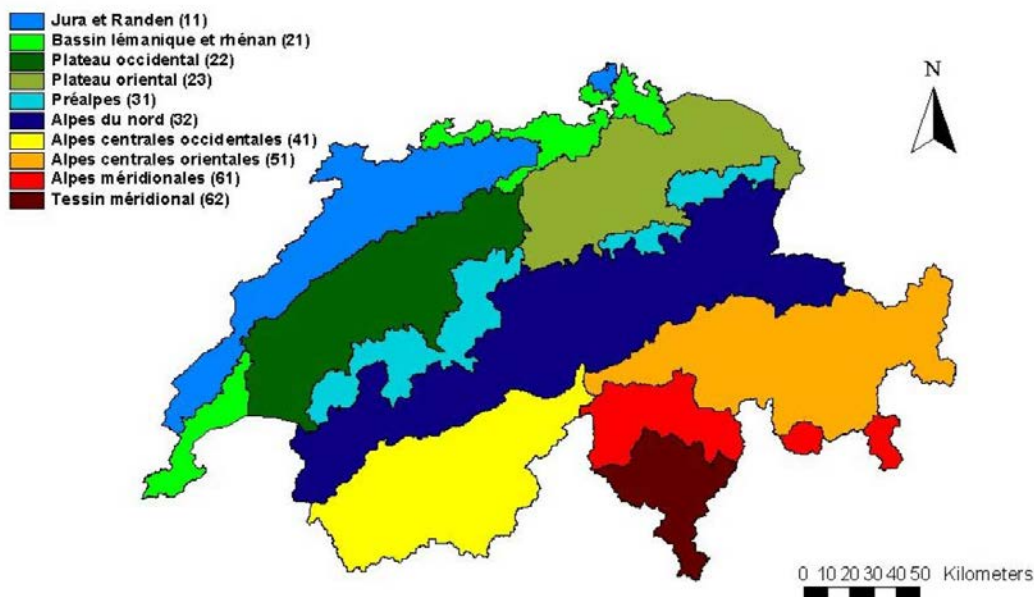 Jura et Randen (11)
Bassin lémanique et rhénan (21)
Plateau occidental (22)
Plateau oriental (23)
Préalpes (31)
Alpes du nord (32)
Alpes centrales occidentales (41)
Alpes centrales orientales (51)
Alpes méridionales (61)
Tessin méridional (62)
N
0 10 20 30 40 50 Kilometers